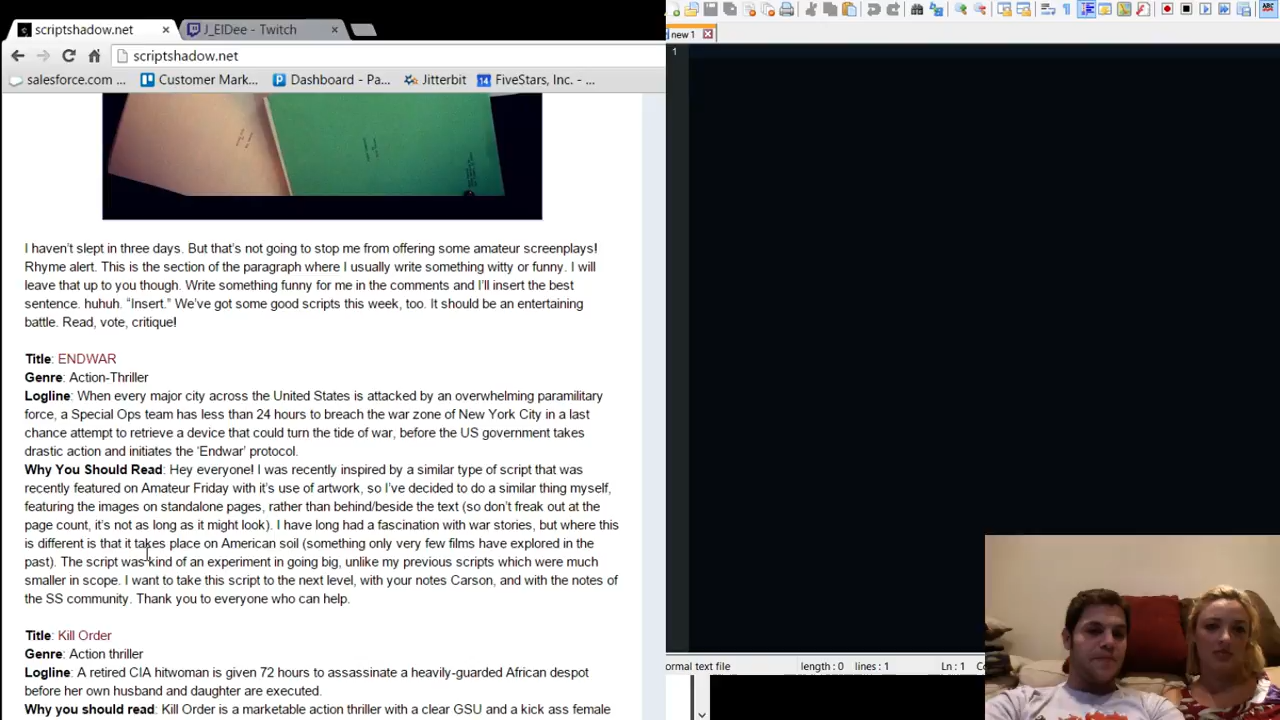 scriptshadow.net
J_ElDee - Twitch
scriptshadow.net
salesforce.com ...
Customer Mark...
Dashboard - Pa...
Jitterbit
FiveStars, Inc. - ...
new 1
1
I haven't slept in three days. But that's not going to stop me from offering some amateur screenplays!
Rhyme alert. This is the section of the paragraph where I usually write something witty or funny. I will
leave that up to you though. Write something funny for me in the comments and I'll insert the best
sentence. huhuh. “Insert.” We've got some good scripts this week, too. It should be an entertaining
battle. Read, vote, critique!
Title: ENDWAR
Genre: Action-Thriller
Logline: When every major city across the United States is attacked by an overwhelming paramilitary
force, a Special Ops team has less than 24 hours to breach the war zone of New York City in a last
chance attempt to retrieve a device that could turn the tide of war, before the US government takes
drastic action and initiates the ‘Endwar’ protocol.
Why You Should Read: Hey everyone! I was recently inspired by a similar type of script that was
recently featured on Amateur Friday with it's use of artwork, so I've decided to do a similar thing myself,
featuring the images on standalone pages, rather than behind/beside the text (so don't freak out at the
page count, it's not as long as it might look). I have long had a fascination with war stories, but where this
is different is that it takes place on American soil (something only very few films have explored in the
past). The script was kind of an experiment in going big, unlike my previous scripts which were much
smaller in scope. I want to take this script to the next level, with your notes Carson, and with the notes of
the SS community. Thank you to everyone who can help.
Title: Kill Order
Genre: Action thriller
Logline: A retired CIA hitwoman is given 72 hours to assassinate a heavily-guarded African despot
before her own husband and daughter are executed.
Why you should read: Kill Order is a marketable action thriller with a clear GSU and a kick ass female
ormal text file
length : 0
lines : 1
Ln : 1